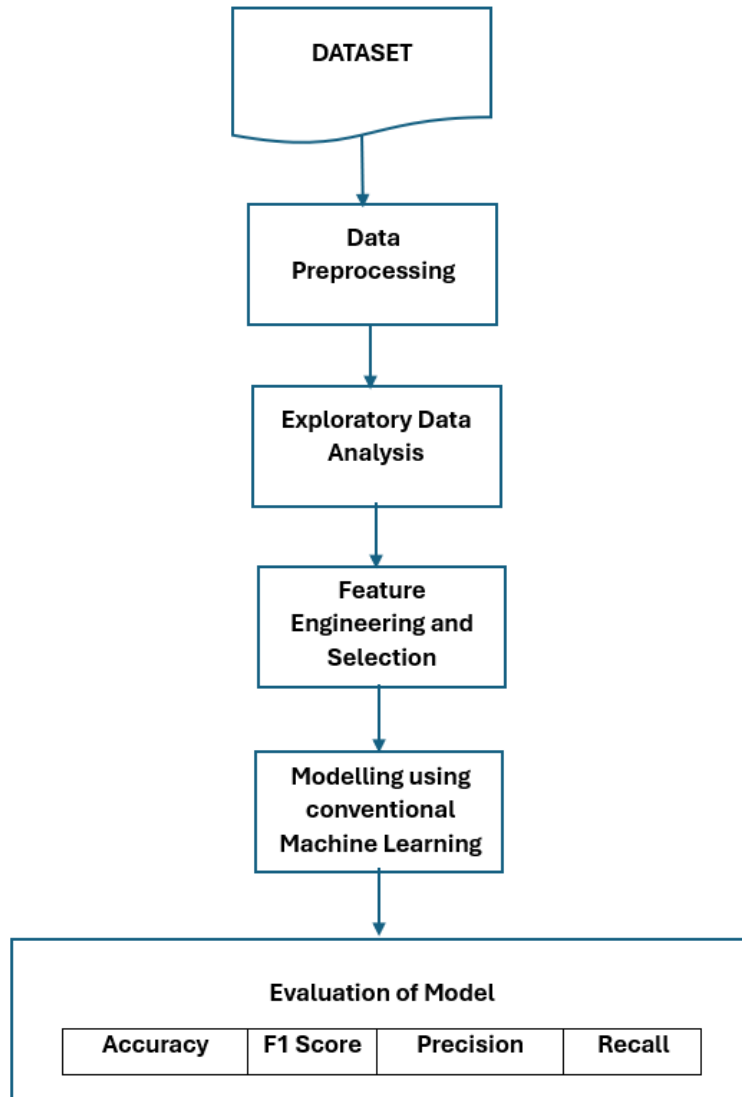 DATASET
Data
Preprocessing
Exploratory Data
Analysis
Feature
Engineering and
Selection
Modelling using
conventional
Machine Learning
Evaluation of Model
Accuracy F1 Score Precision Recall